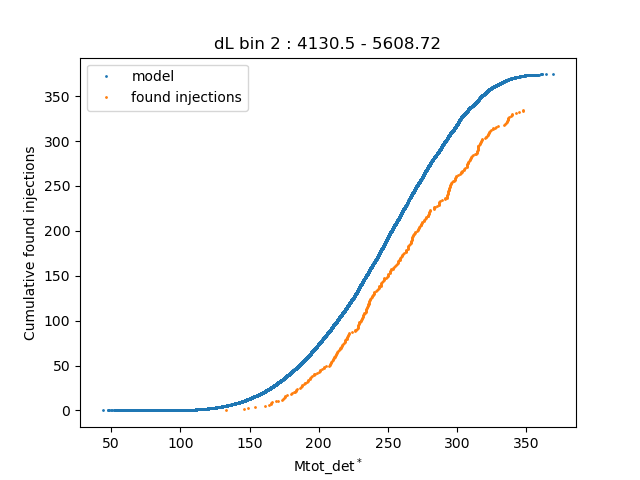 dL bin 2 : 4130.5 - 5608.72
model
found injections
Cumulative found injections
350
300
250
200
150
100
50
0
50 100 150 200 250 300 350
Mtot_det*